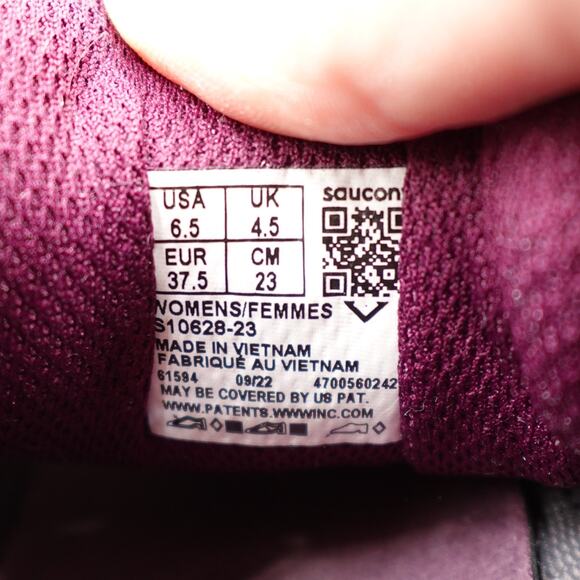 USA UK saucony
6.5 4.5
EUR CM
37.5 23
WOMENS/FEMMES
S10628-23
MADE IN VIETNAM
FABRIQUÉ AU VIETNAM
61594 09/22 4700560242
MAY BE COVERED BY US PAT.
WWW.PATENTS.WWWINC.COM